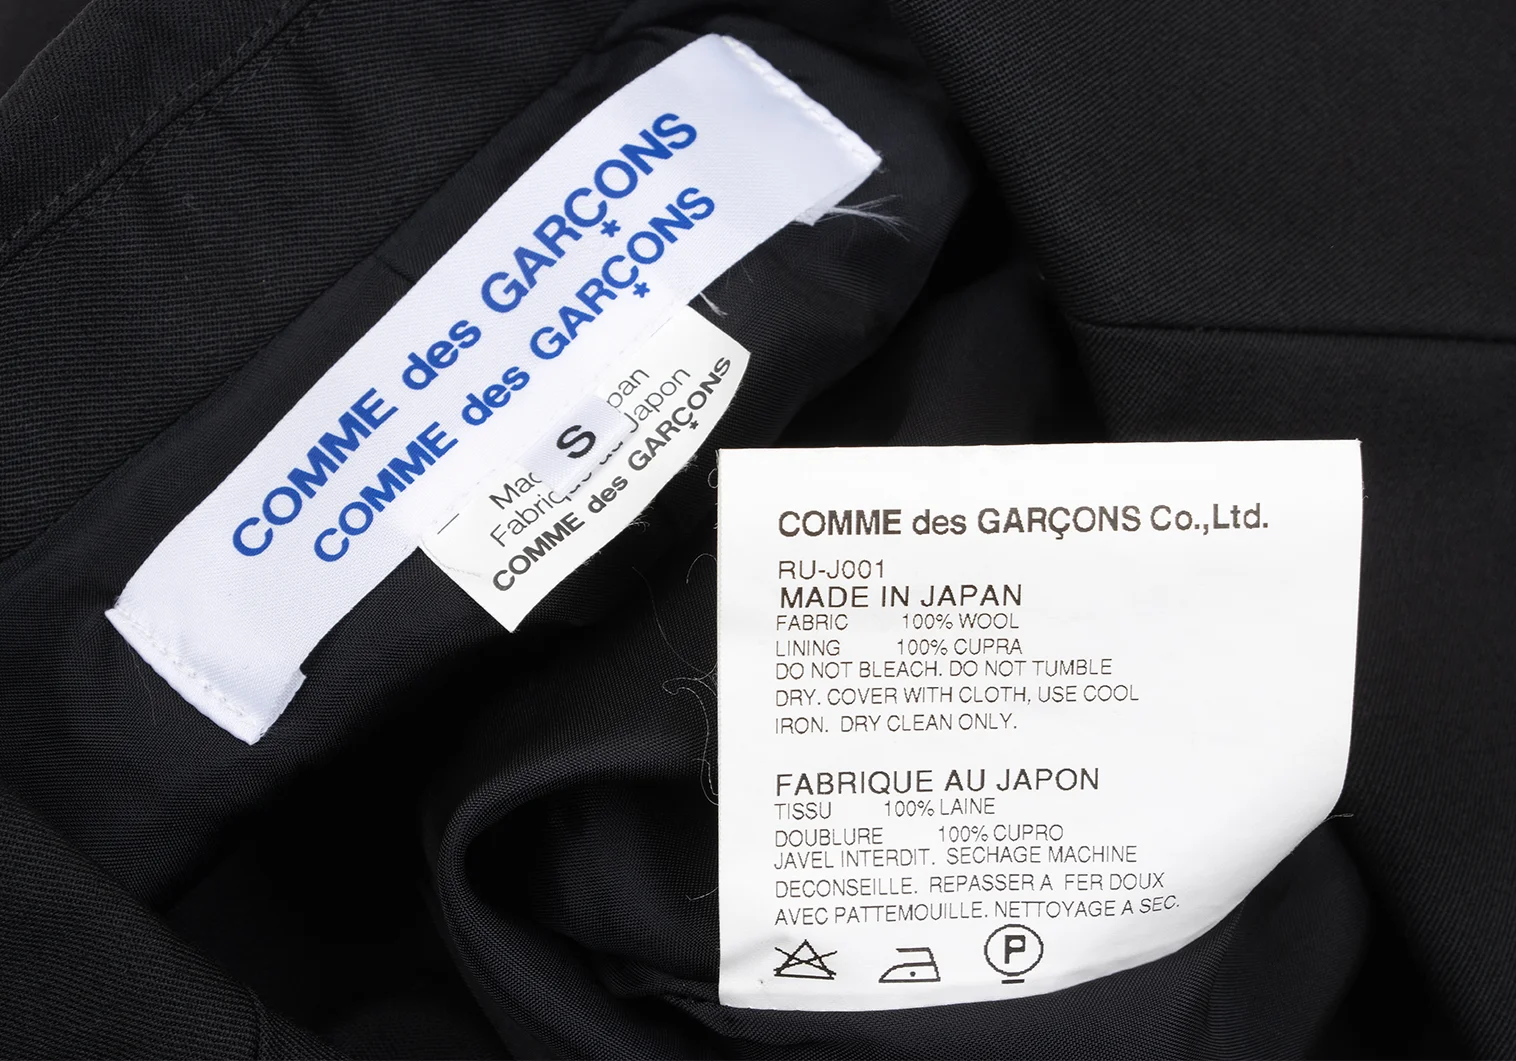 COMME des GARÇONS
COMME des GARÇONS
S
Japon
COMME des GARÇONS
COMME des GARÇONS Co.,Ltd.
RU-J001
MADE IN JAPAN
FABRIC 100% WOOL
LINING 100% CUPRA
DO NOT BLEACH. DO NOT TUMBLE
DRY. COVER WITH CLOTH, USE COOL
IRON. DRY CLEAN ONLY.
FABRIQUE AU JAPON
TISSU 100% LAINE
DOUBLURE 100% CUPRO
JAVEL INTERDIT. SECHAGE MACHINE
DECONSEILLE. REPASSER A FER DOUX
AVEC PATTEMOUILLE. NETTOYAGE A SEC.
P